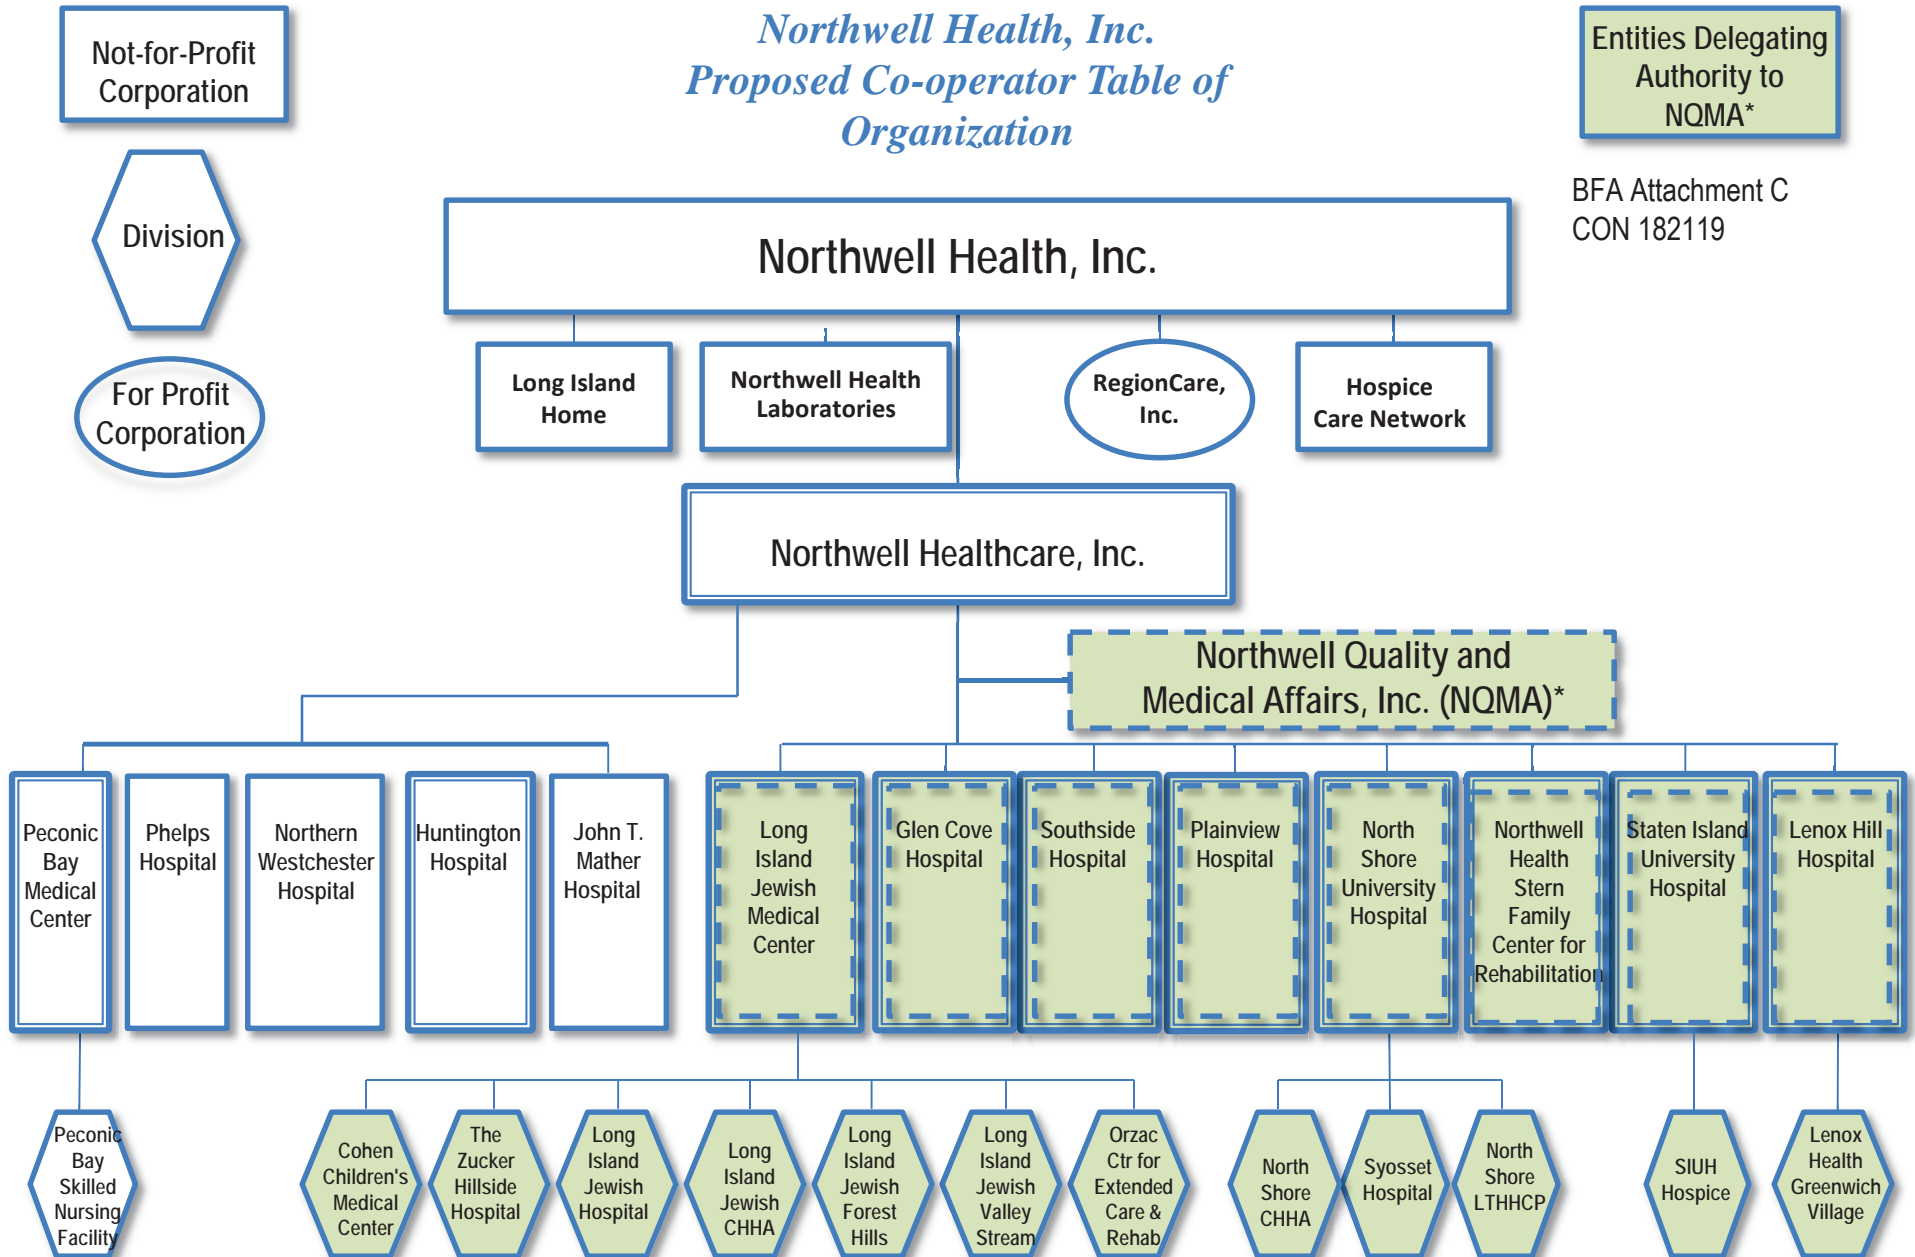 Not-for-Profit
Corporation
Northwell Health, Inc.
Proposed Co-operator Table of
Organization
Entities Delegating
Authority to
NQMA*
BFA Attachment C
CON 182119
Division
For Profit
Corporation
Northwell Health, Inc.
Long Island
Home
Northwell Health
Laboratories
RegionCare,
Inc.
Hospice
Care Network
Northwell Healthcare, Inc.
Northwell Quality and
Medical Affairs, Inc. (NQMA)*
Peconic
Bay
Medical
Center
Phelps
Hospital
Northern
Westchester
Hospital
Huntington
Hospital
John T.
Mather
Hospital
Long
Island
Jewish
Medical
Center
Glen Cove
Hospital
Southside
Hospital
Plainview
Hospital
North
Shore
University
Hospital
Northwell
Health
Stern
Family
Center for
Rehabilitation
Staten Island
University
Hospital
Lenox Hill
Hospital
Peconic
Bay
Skilled
Nursing
Facility
Cohen
Children's
Medical
Center
The
Zucker
Hillside
Hospital
Long
Island
Jewish
Hospital
Long
Island
Jewish
CHHA
Long
Island
Jewish
Forest
Hills
Long
Island
Jewish
Valley
Stream
Orzac
Ctr for
Extended
Care &
Rehab
North
Shore
CHHA
Syosset
Hospital
North
Shore
LTHHCP
SIUH
Hospice
Lenox
Health
Greenwich
Village